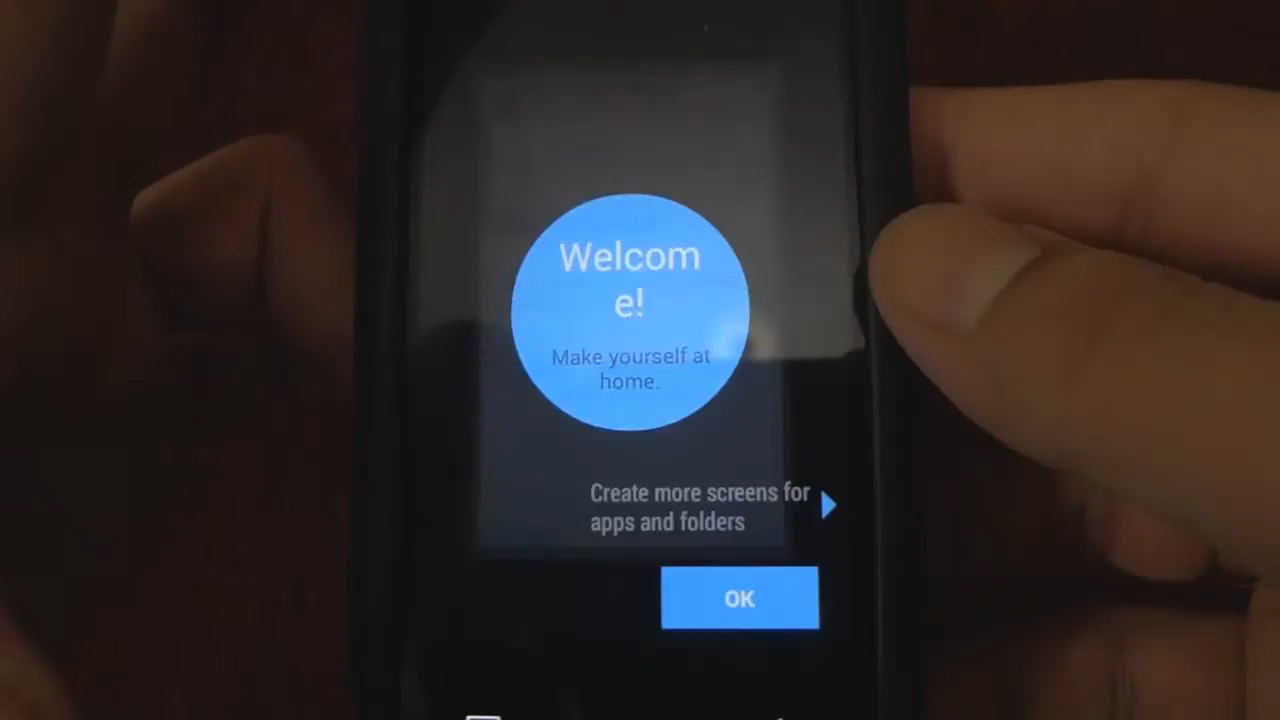 Welcom
e!
Make yourself at
home.
Create more screens for
apps and folders
OK